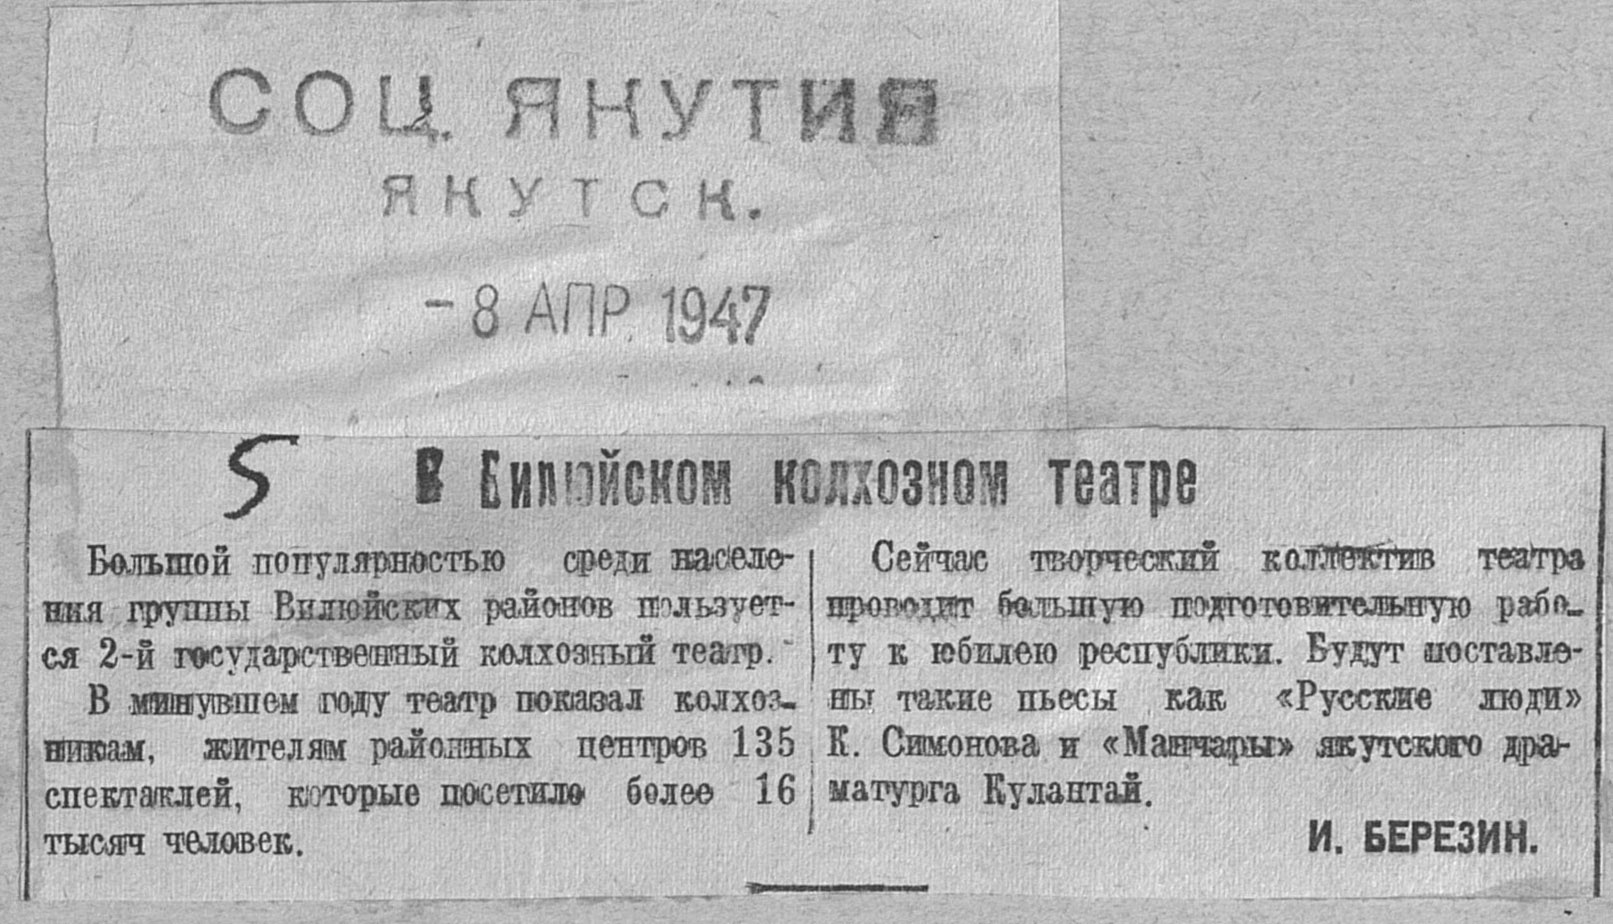 СОЦ. ЯКУТИЯ
ЯКУТСК.
-8 АПР. 1947
5
В Вилюйском колхозном театре
Большой популярностью среди населе-
ния группы Вилюйских районов пользует-
ся 2-й государственный колхозный театр.
В минувшем году театр показал колхоз-
никам, жителям районных центров 135
спектаклей, которые посетило более 16
тысяч человек.
Сейчас творческий коллектив театра
проводит большую подготовительную рабо-
ту к юбилею республики. Будут поставле-
ны такие пьесы как «Русские люди»
К. Симонова и «Манчары» якутского дра-
матурга Кулантай.
И. БЕРЕЗИН.